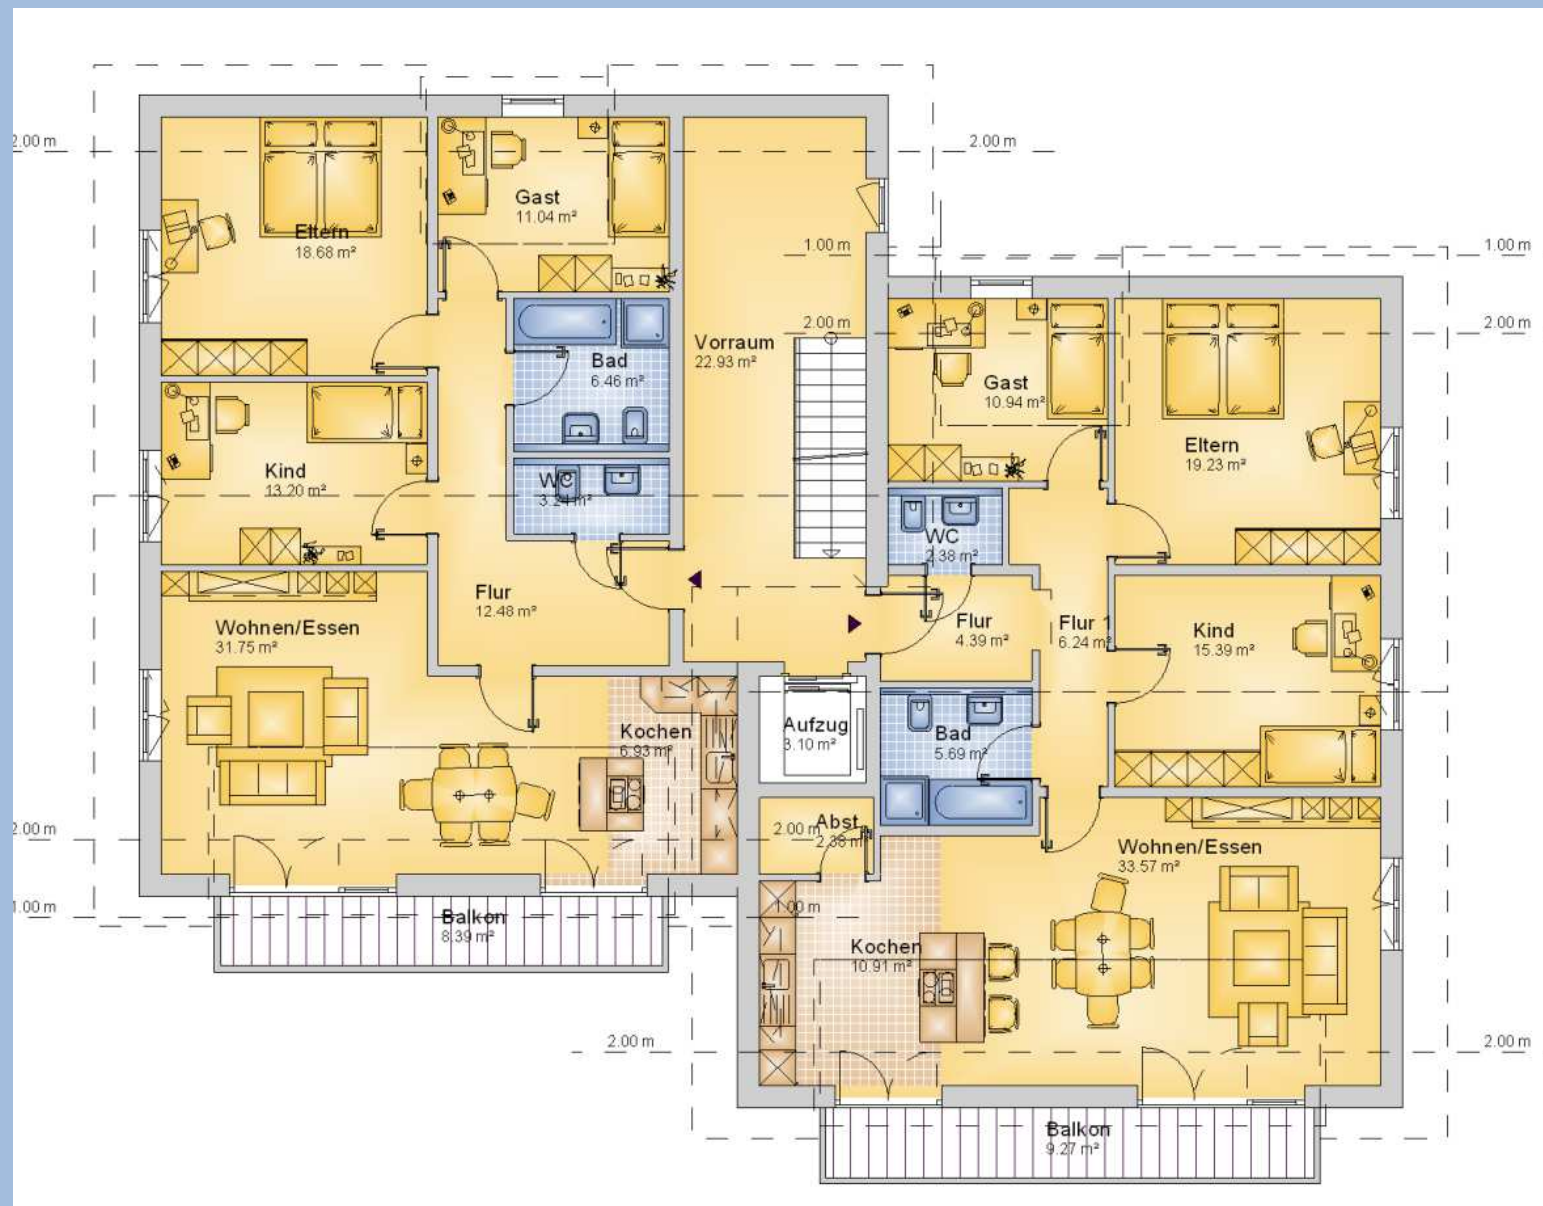 2.00 m
2.00 m
Gast
11.04 m²
Eltern
18.68 m²
1.00 m
1.00 m
2.00 m
2.00 m
Vorraum
22.93 m²
Bad
6.46 m²
Gast
10.94 m²
Eltern
19.23 m²
Kind
13.20 m²
WC
3.24 m²
WC
2.38 m²
Flur
12.48 m²
Flur
4.39 m²
Flur 1
6.24 m²
Kind
15.39 m²
Wohnen/Essen
31.75 m²
Kochen
6.93 m²
Aufzug
3.10 m²
Bad
5.69 m²
2.00 m
2.00 m
Abst
2.38 m²
Wohnen/Essen
33.57 m²
1.00 m
1.00 m
Balkon
8.39 m²
Kochen
10.91 m²
2.00 m
2.00 m
Balkon
9.27 m²